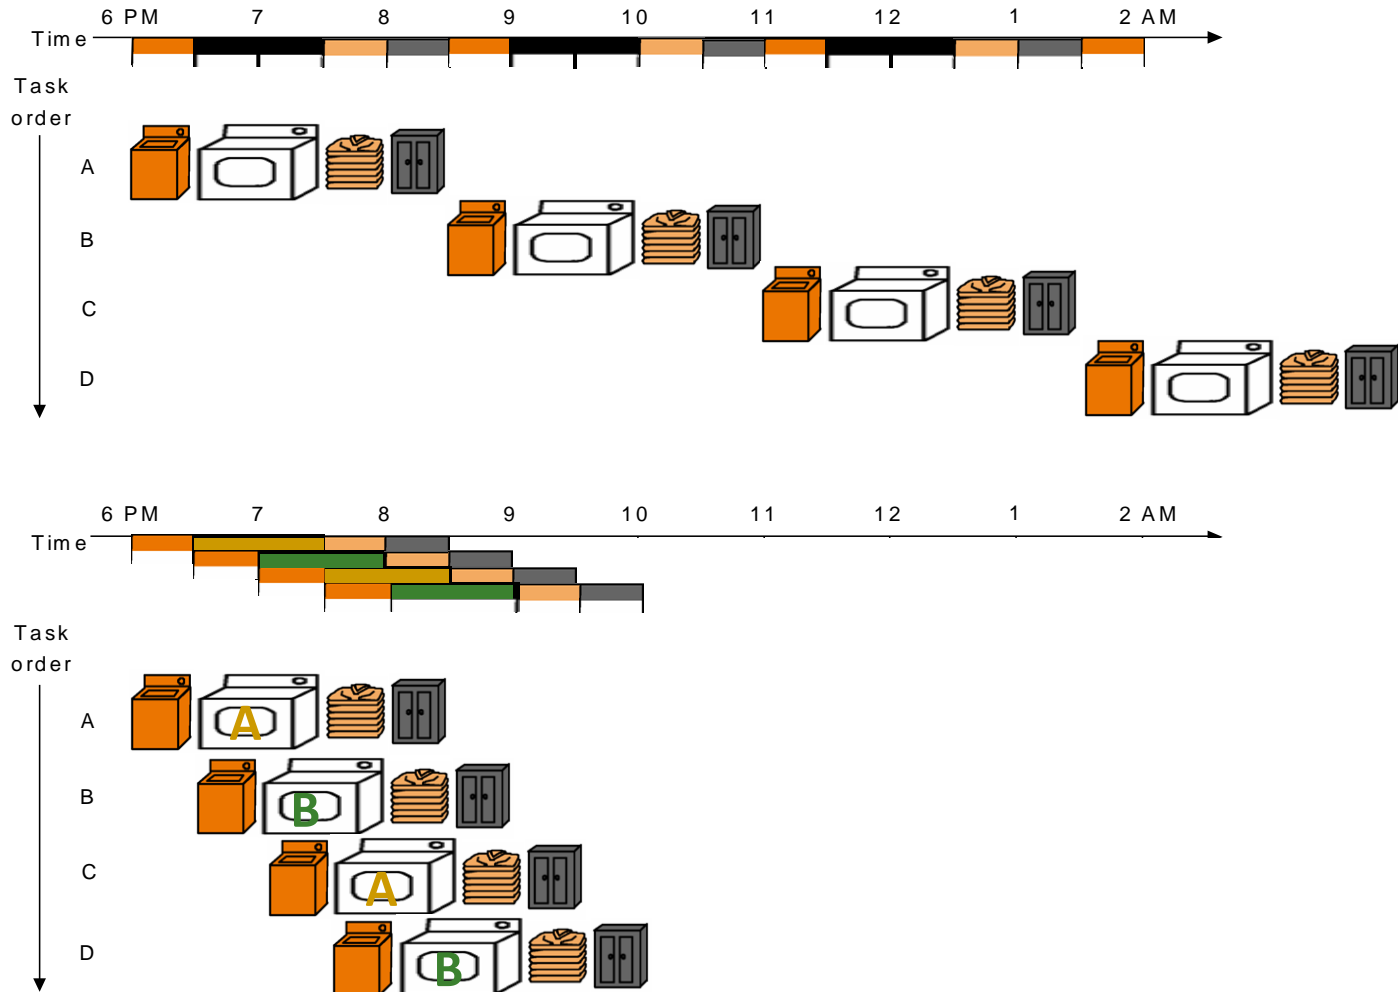 6 PM 7 8 9 10 11 12 1 2 AM
Time
Task
order
A
B
C
D
6 PM 7 8 9 10 11 12 1 2 AM
Time
Task
order
A A
B B
C A
D B